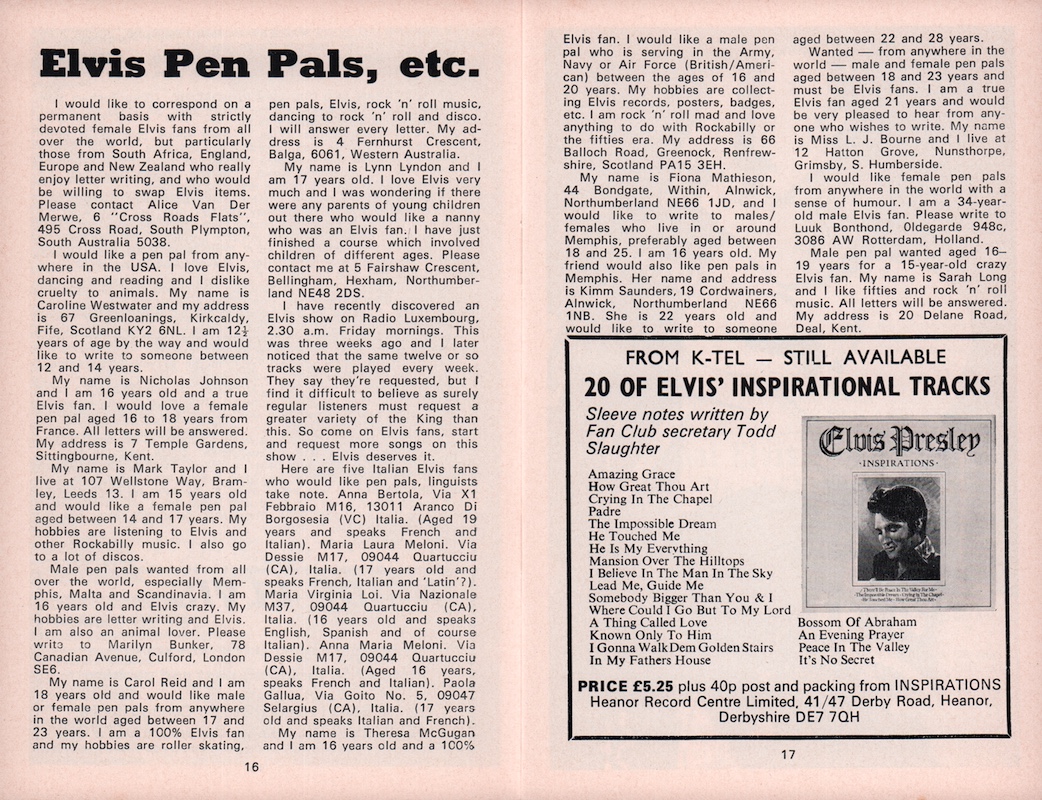 Elvis Pen Pals, etc.
I would like to correspond on a
permanent basis with strictly
devoted female Elvis fans from all
over the world, but particularly
those from South Africa, England,
Europe and New Zealand who really
enjoy letter writing, and who would
be willing to swap Elvis items.
Please contact Alice Van Der
Merwe, 6 "Cross Roads Flats",
495 Cross Road, South Plympton,
South Australia 5038.
I would like a pen pal from any-
where in the USA. I love Elvis,
dancing and reading and I dislike
cruelty to animals. My name is
Caroline Westwater and my address
is 67 Greenloanings, Kirkcaldy,
Fife, Scotland KY2 6NL. I am 12½
years of age by the way and would
like to write to someone between
12 and 14 years.
My name is Nicholas Johnson
and I am 16 years old and a true
Elvis fan. I would love a female
pen pal aged 16 to 18 years from
France. All letters will be answered.
My address is 7 Temple Gardens,
Sittingbourne, Kent.
My name is Mark Taylor and I
live at 107 Wellstone Way, Bram-
ley, Leeds 13. I am 15 years old
and would like a female pen pal
aged between 14 and 17 years. My
hobbies are listening to Elvis and
other Rockabilly music. I also go
to a lot of discos.
Male pen pals wanted from all
over the world, especially Mem-
phis, Malta and Scandinavia. I am
16 years old and Elvis crazy. My
hobbies are letter writing and Elvis.
I am also an animal lover. Please
write to Marilyn Bunker, 78
Canadian Avenue, Culford, London
SE6.
My name is Carol Reid and I am
18 years old and would like male
or female pen pals from anywhere
in the world aged between 17 and
23 years. I am a 100% Elvis fan
and my hobbies are roller skating,
pen pals, Elvis, rock 'n' roll music,
dancing to rock 'n' roll and disco.
I will answer every letter. My ad-
dress is 4 Fernhurst Crescent,
Balga, 6061, Western Australia.
My name is Lynn Lyndon and I
am 17 years old. I love Elvis very
much and I was wondering if there
were any parents of young children
out there who would like a nanny
who was an Elvis fan. I have just
finished a course which involved
children of different ages. Please
contact me at 5 Fairshaw Crescent,
Bellingham, Hexham, Northumber-
land NE48 2DS.
I have recently discovered an
Elvis show on Radio Luxembourg,
2.30 a.m. Friday mornings. This
was three weeks ago and I later
noticed that the same twelve or so
tracks were played every week.
They say they're requested, but I
find it difficult to believe as surely
regular listeners must request a
greater variety of the King than
this. So come on Elvis fans, start
and request more songs on this
show . . . Elvis deserves it.
Here are five Italian Elvis fans
who would like pen pals, linguists
take note. Anna Bertola, Via X1
Febbraio M16, 13011 Aranco Di
Borgosesia (VC) Italia. (Aged 19
years and speaks French and
Italian). Maria Laura Meloni. Via
Dessie M17, 09044 Quartucciu
(CA), Italia. (17 years old and
speaks French, Italian and 'Latin'?).
Maria Virginia Loi. Via Nazionale
M37, 09044 Quartucciu (CA),
Italia. (16 years old and speaks
English, Spanish and of course
Italian). Anna Maria Meloni. Via
Dessie M17, 09044 Quartucciu
(CA), Italia. (Aged 16 years,
speaks French and Italian). Paola
Gallua, Via Goito No. 5, 09047
Selargius (CA), Italia. (17 years
old and speaks Italian and French).
My name is Theresa McGugan
and I am 16 years old and a 100%
16
Elvis fan. I would like a male pen
pal who is serving in the Army,
Navy or Air Force (British/Ameri-
can) between the ages of 16 and
20 years. My hobbies are collect-
ing Elvis records, posters, badges,
etc. I am rock 'n' roll mad and love
anything to do with Rockabilly or
the fifties era. My address is 66
Balloch Road, Greenock, Renfrew-
shire, Scotland PA15 3EH.
My name is Fiona Mathieson,
44 Bondgate, Within, Alnwick,
Northumberland NE66 1JD, and I
would like to write to males/
females who live in or around
Memphis, preferably aged between
18 and 25. I am 16 years old. My
friend would also like pen pals in
Memphis. Her name and address
is Kimm Saunders, 19 Cordwainers,
Alnwick, Northumberland NE66
1NB. She is 22 years old and
would like to write to someone
aged between 22 and 28 years.
Wanted — from anywhere in the
world — male and female pen pals
aged between 18 and 23 years and
must be Elvis fans. I am a true
Elvis fan aged 21 years and would
be very pleased to hear from any-
one who wishes to write. My name
is Miss L. J. Bourne and I live at
12 Hatton Grove, Nunsthorpe,
Grimsby, S. Humberside.
I would like female pen pals
from anywhere in the world with a
sense of humour. I am a 34-year-
old male Elvis fan. Please write to
Luuk Bonthond, Oldegarde 948c,
3086 AW Rotterdam, Holland.
Male pen pal wanted aged 16–
19 years for a 15-year-old crazy
Elvis fan. My name is Sarah Long
and I like fifties and rock 'n' roll
music. All letters will be answered.
My address is 20 Delane Road,
Deal, Kent.
FROM K-TEL — STILL AVAILABLE
20 OF ELVIS' INSPIRATIONAL TRACKS
Sleeve notes written by
Fan Club secretary Todd
Slaughter
Amazing Grace
How Great Thou Art
Crying In The Chapel
Padre
The Impossible Dream
He Touched Me
He Is My Everything
Mansion Over The Hilltops
I Believe In The Man In The Sky
Lead Me, Guide Me
Somebody Bigger Than You & I
Where Could I Go But To My Lord
A Thing Called Love
Known Only To Him
I Gonna Walk Dem Golden Stairs
In My Fathers House
Elvis Presley
·INSPIRATIONS·
There'll Be Peace In The Valley For Me·
·The Impossible Dream · Crying In The Chapel·
·He Touched Me · How Great Thou Art·
Bossom Of Abraham
An Evening Prayer
Peace In The Valley
It's No Secret
PRICE £5.25 plus 40p post and packing from INSPIRATIONS
Heanor Record Centre Limited, 41/47 Derby Road, Heanor,
Derbyshire DE7 7QH
17